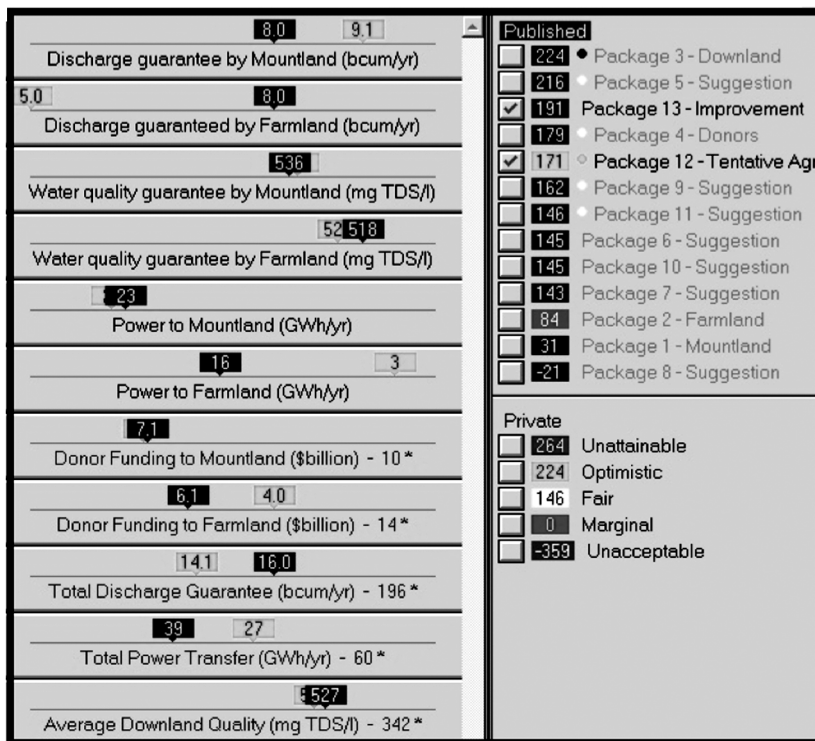 8.0 9.1
Discharge guarantee by Mountland (bcum/yr)
5.0 8.0
Discharge guaranteed by Farmland (bcum/yr)
536
Water quality guarantee by Mountland (mg TDS/l)
52 518
Water quality guarantee by Farmland (mg TDS/l)
23
Power to Mountland (GWh/yr)
16 3
Power to Farmland (GWh/yr)
7.1
Donor Funding to Mountland ($billion) - 10*
6.1 4.0
Donor Funding to Farmland ($billion) - 14*
14.1 16.0
Total Discharge Guarantee (bcum/yr) - 196*
39 27
Total Power Transfer (GWh/yr) - 60*
527
Average Downland Quality (mg TDS/l) - 342*
Published
224 Package 3 - Downland
216 Package 5 - Suggestion
191 Package 13 - Improvement
179 Package 4 - Donors
171 Package 12 - Tentative Agr
162 Package 9 - Suggestion
146 Package 11 - Suggestion
145 Package 6 - Suggestion
145 Package 10 - Suggestion
143 Package 7 - Suggestion
84 Package 2 - Farmland
31 Package 1 - Mountland
-21 Package 8 - Suggestion
Private
264 Unattainable
224 Optimistic
146 Fair
0 Marginal
-359 Unacceptable